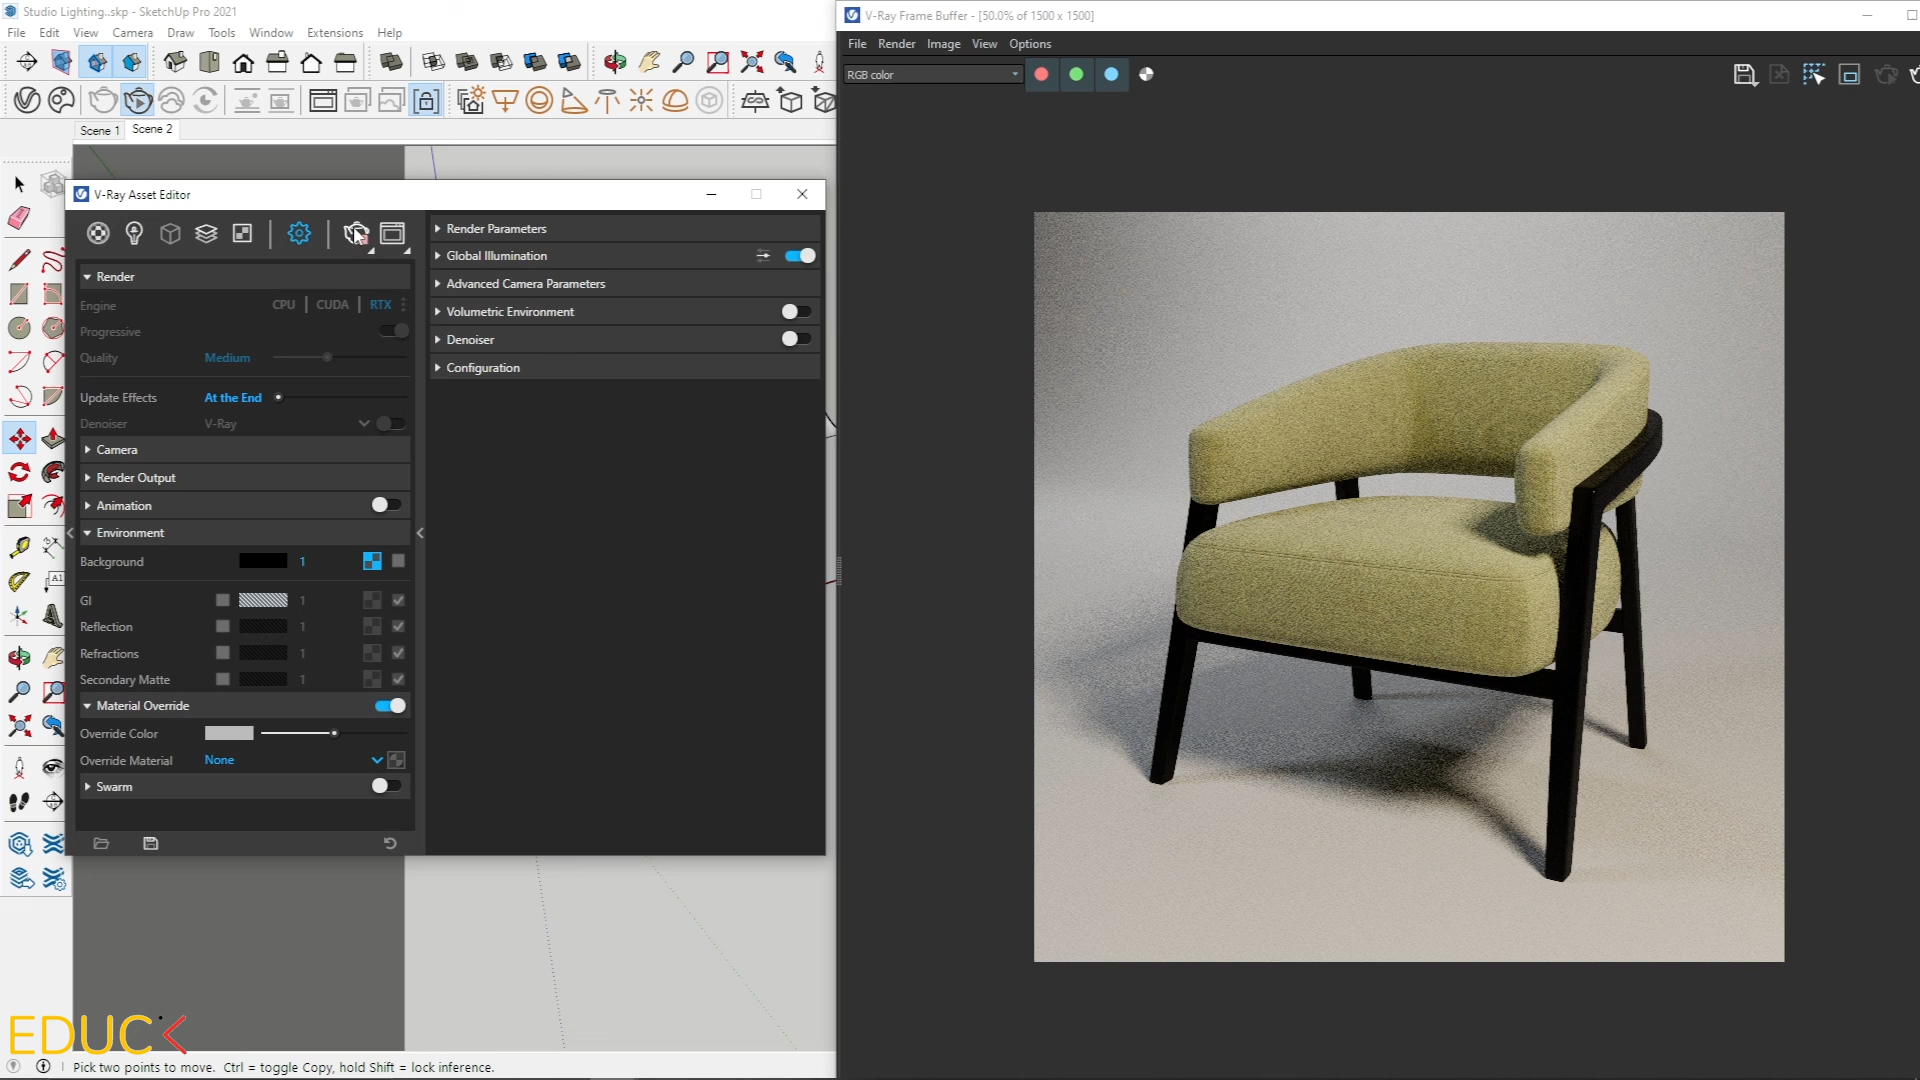 Studio Lighting..skp - SketchUp Pro 2021
File Edit View Camera Draw Tools Window Extensions Help
Scene 1 Scene 2
V-Ray Asset Editor
Render
Engine CPU | CUDA | RTX
Progressive
Quality Medium
Update Effects At the End
Denoiser V-Ray
Camera
Render Output
Animation
Environment
Background 1
GI 1
Reflection 1
Refractions 1
Secondary Matte 1
Material Override
Override Color
Override Material None
Swarm
Render Parameters
Global Illumination
Advanced Camera Parameters
Volumetric Environment
Denoiser
Configuration
A1
EDUC
Pick two points to move. Ctrl = toggle Copy, hold Shift = lock inference.
V-Ray Frame Buffer - [50.0% of 1500 x 1500]
File Render Image View Options
RGB color